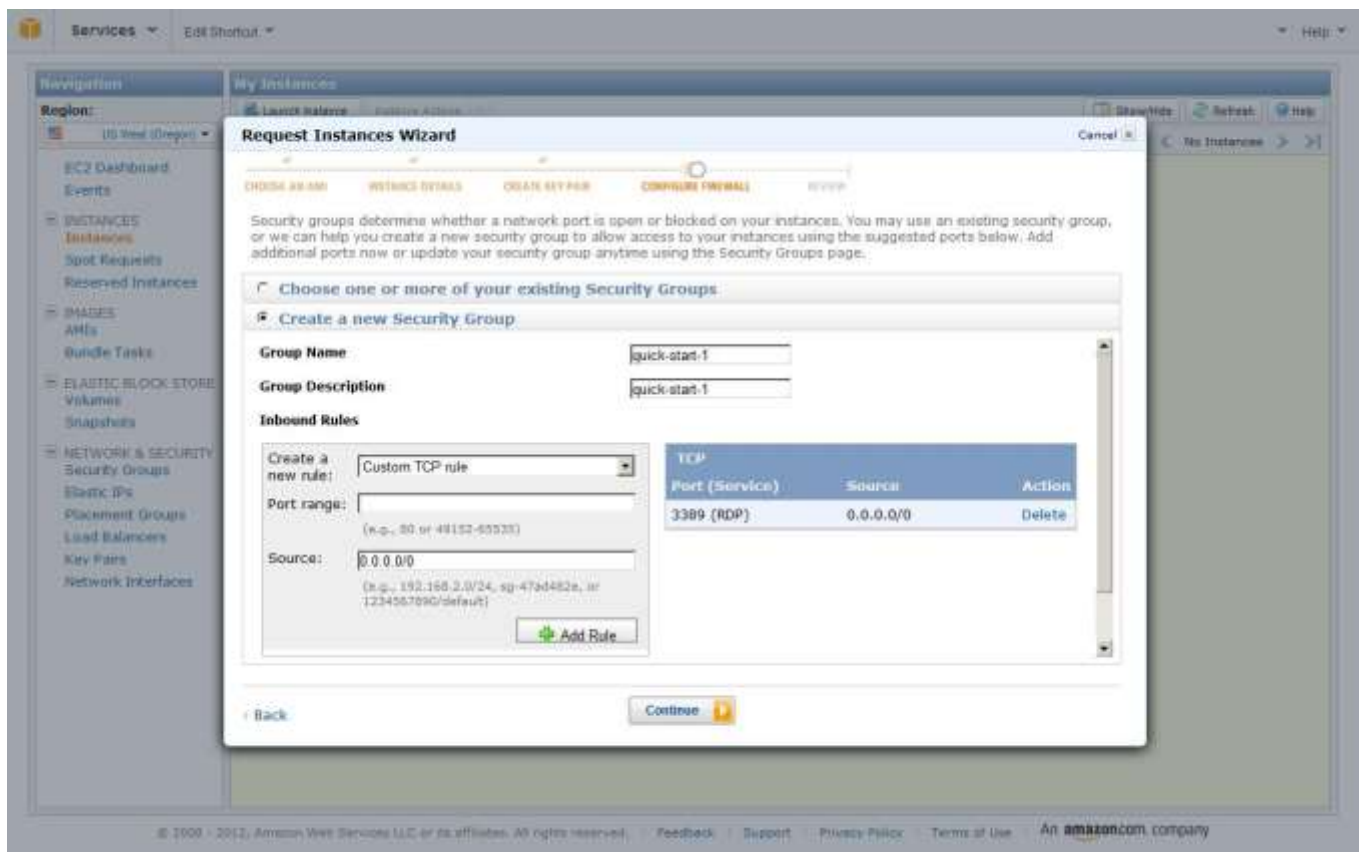 Services Edit Shortcut Help
Navigation
My Instances
Region:
US West (Oregon)
Launch Instance Instance Actions
Show/Hide Refresh Help
No Instances
EC2 Dashboard
Events
INSTANCES
Instances
Spot Requests
Reserved Instances
IMAGES
AMIs
Bundle Tasks
ELASTIC BLOCK STORE
Volumes
Snapshots
NETWORK & SECURITY
Security Groups
Elastic IPs
Placement Groups
Load Balancers
Key Pairs
Network Interfaces
Request Instances Wizard
Cancel
CHOOSE AN AMI INSTANCE DETAILS CREATE KEY PAIR CONFIGURE FIREWALL REVIEW
Security groups determine whether a network port is open or blocked on your instances. You may use an existing security group,
or we can help you create a new security group to allow access to your instances using the suggested ports below. Add
additional ports now or update your security group anytime using the Security Groups page.
Choose one or more of your existing Security Groups
Create a new Security Group
Group Name quick-start-1
Group Description quick-start-1
Inbound Rules
Create a new rule: Custom TCP rule
Port range:
(e.g., 80 or 49152-65535)
Source: 0.0.0.0/0
(e.g., 192.168.2.0/24, sg-47ad482e, or
1234567890/default)
Add Rule
TCP
Port (Service) Source Action
3389 (RDP) 0.0.0.0/0 Delete
Back
Continue
© 2008 - 2012, Amazon Web Services LLC or its affiliates. All rights reserved. Feedback Support Privacy Policy Terms of Use An amazon.com company